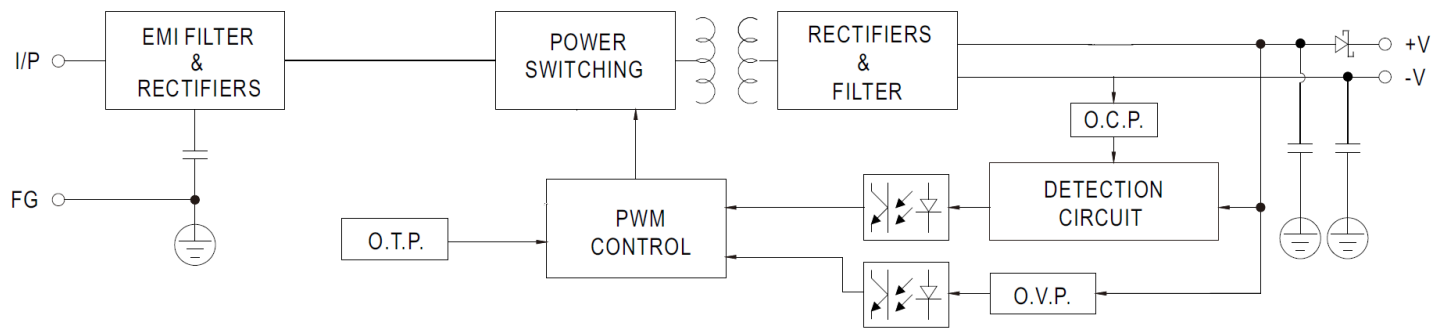 I/P
EMI FILTER
&
RECTIFIERS
POWER
SWITCHING
RECTIFIERS
&
FILTER
+V
-V
O.C.P.
FG
O.T.P.
PWM
CONTROL
DETECTION
CIRCUIT
O.V.P.